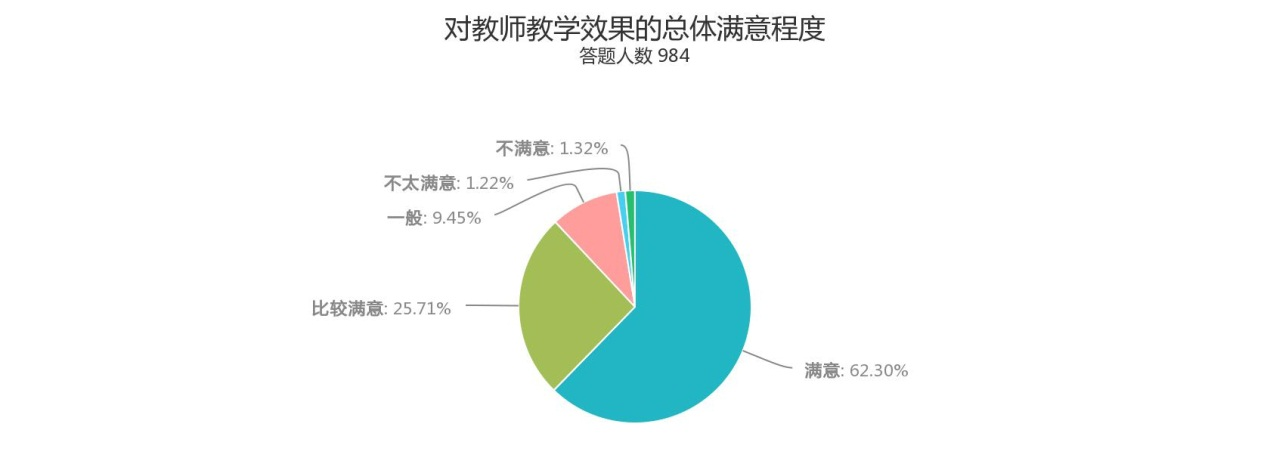 对教师教学效果的总体满意程度
答题人数 984
不满意: 1.32%
不太满意: 1.22%
一般: 9.45%
比较满意: 25.71%
满意: 62.30%